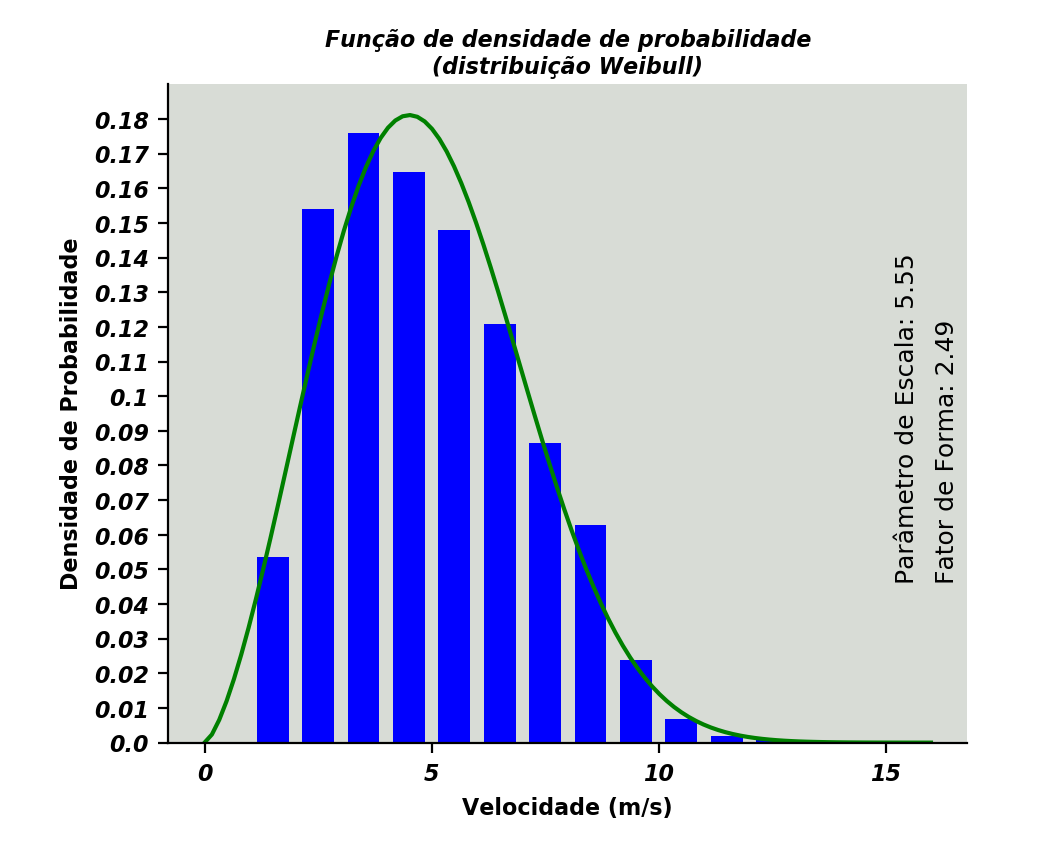 Função de densidade de probabilidade
(distribuição Weibull)
Densidade de Probabilidade
0.18
0.17
0.16
0.15
0.14
0.13
0.12
0.11
0.1
0.09
0.08
0.07
0.06
0.05
0.04
0.03
0.02
0.01
0.0
0 5 10 15
Velocidade (m/s)
Parâmetro de Escala: 5.55
Fator de Forma: 2.49